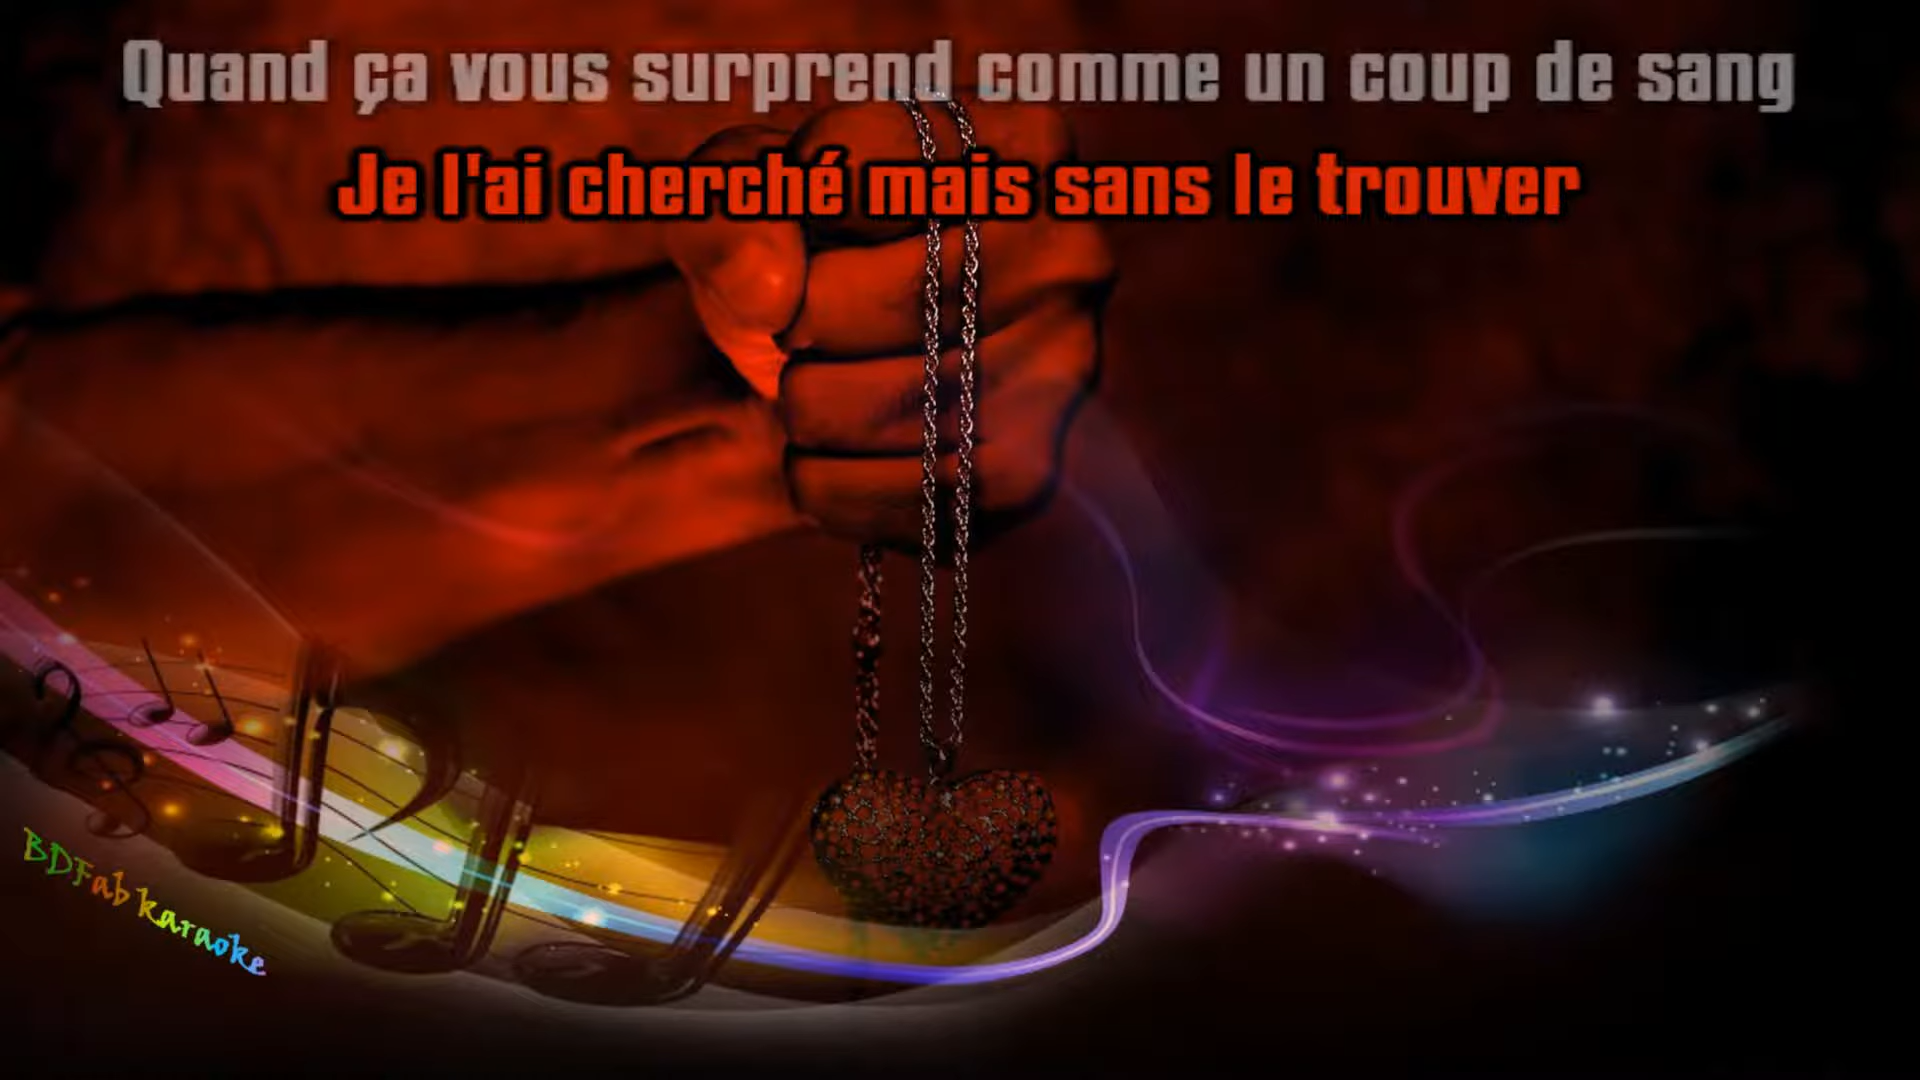 Quand ça vous surprend comme un coup de sang
Je l'ai cherché mais sans le trouver
BDFab karaoke